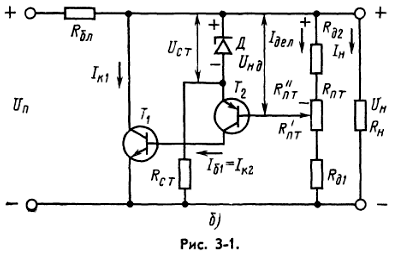 + R бл U ст + I дел R д2 +
Д I н
I к1 − U нд
U п T 1 T 2 R″ пт − R пт U н
R′ пт R н
R ст I б1 = I к2 R д1
− б) −
Рис. 3-1.